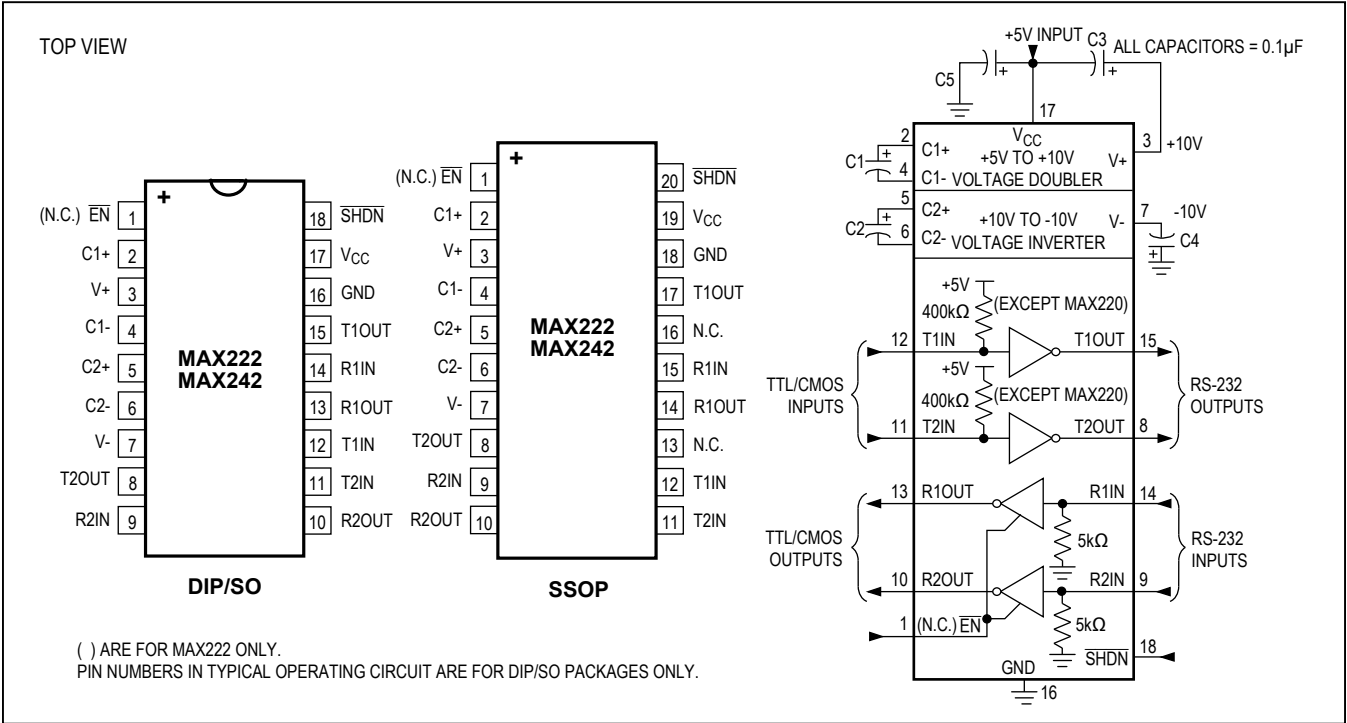 TOP VIEW
(N.C.) EN 1
C1+ 2
V+ 3
C1- 4
C2+ 5
C2- 6
V- 7
T2OUT 8
R2IN 9
18 SHDN
17 VCC
16 GND
15 T1OUT
14 R1IN
13 R1OUT
12 T1IN
11 T2IN
10 R2OUT
+
MAX222
MAX242
DIP/SO
(N.C.) EN 1
C1+ 2
V+ 3
C1- 4
C2+ 5
C2- 6
V- 7
T2OUT 8
R2IN 9
R2OUT 10
20 SHDN
19 VCC
18 GND
17 T1OUT
16 N.C.
15 R1IN
14 R1OUT
13 N.C.
12 T1IN
11 T2IN
+
MAX222
MAX242
SSOP
( ) ARE FOR MAX222 ONLY.
PIN NUMBERS IN TYPICAL OPERATING CIRCUIT ARE FOR DIP/SO PACKAGES ONLY.
+5V INPUT C3
ALL CAPACITORS = 0.1µF
C5 + +
17
2 VCC 3 +10V
C1 + C1+ +5V TO +10V V+
4 C1- VOLTAGE DOUBLER
5 C2+ 7 -10V
C2 + +10V TO -10V V-
6 C2- VOLTAGE INVERTER C4
+
+5V
400kΩ (EXCEPT MAX220)
12 T1IN T1OUT 15
+5V
TTL/CMOS
INPUTS
400kΩ (EXCEPT MAX220)
RS-232
OUTPUTS
11 T2IN T2OUT 8
13 R1OUT R1IN 14
TTL/CMOS
OUTPUTS
5kΩ
RS-232
INPUTS
10 R2OUT R2IN 9
1 (N.C.) EN 5kΩ
SHDN 18
GND
16